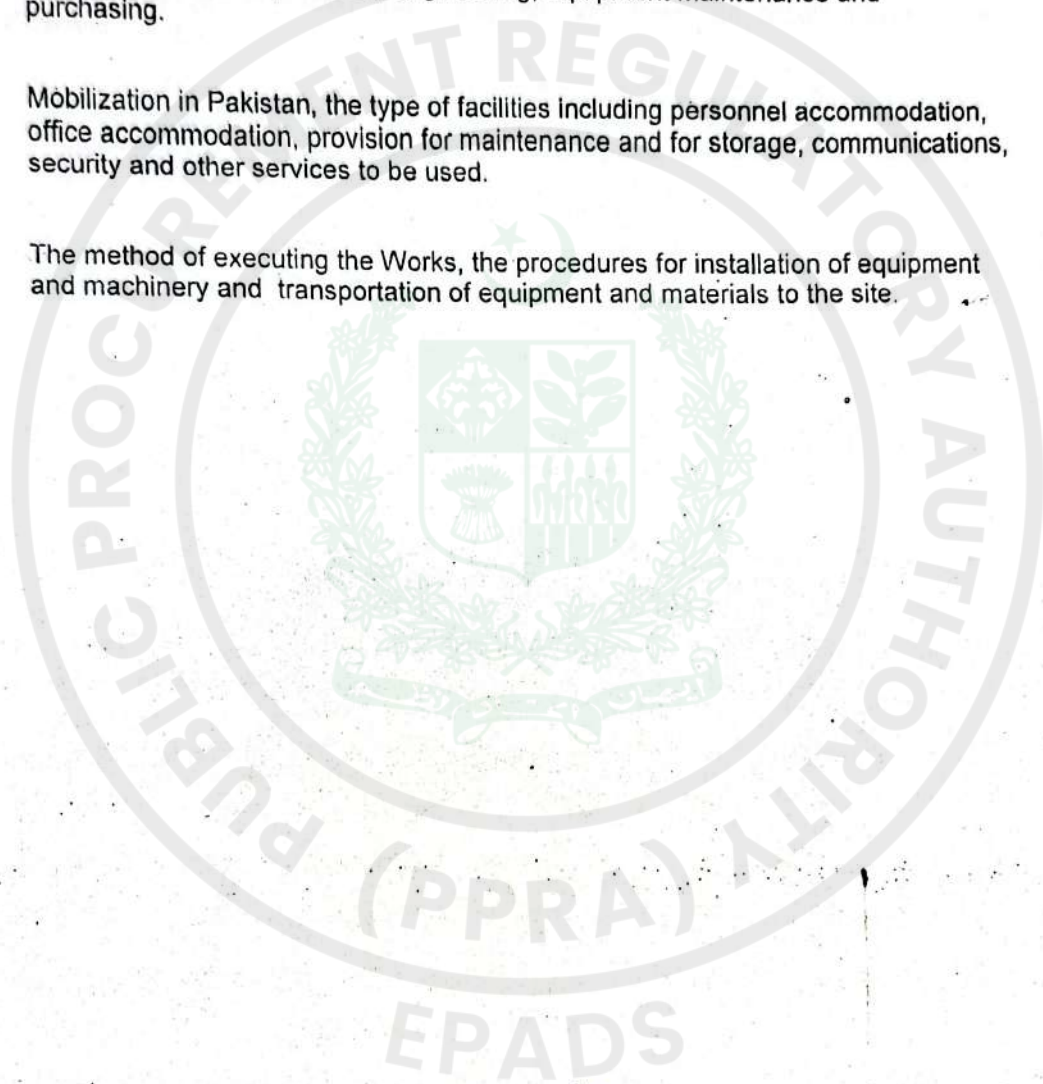 purchasing.
Mobilization in Pakistan, the type of facilities including personnel accommodation,
office accommodation, provision for maintenance and for storage, communications,
security and other services to be used.
The method of executing the Works, the procedures for installation of equipment
and machinery and transportation of equipment and materials to the site.
PUBLIC PROCUREMENT REGULATORY AUTHORITY
(PPRA)
EPADS